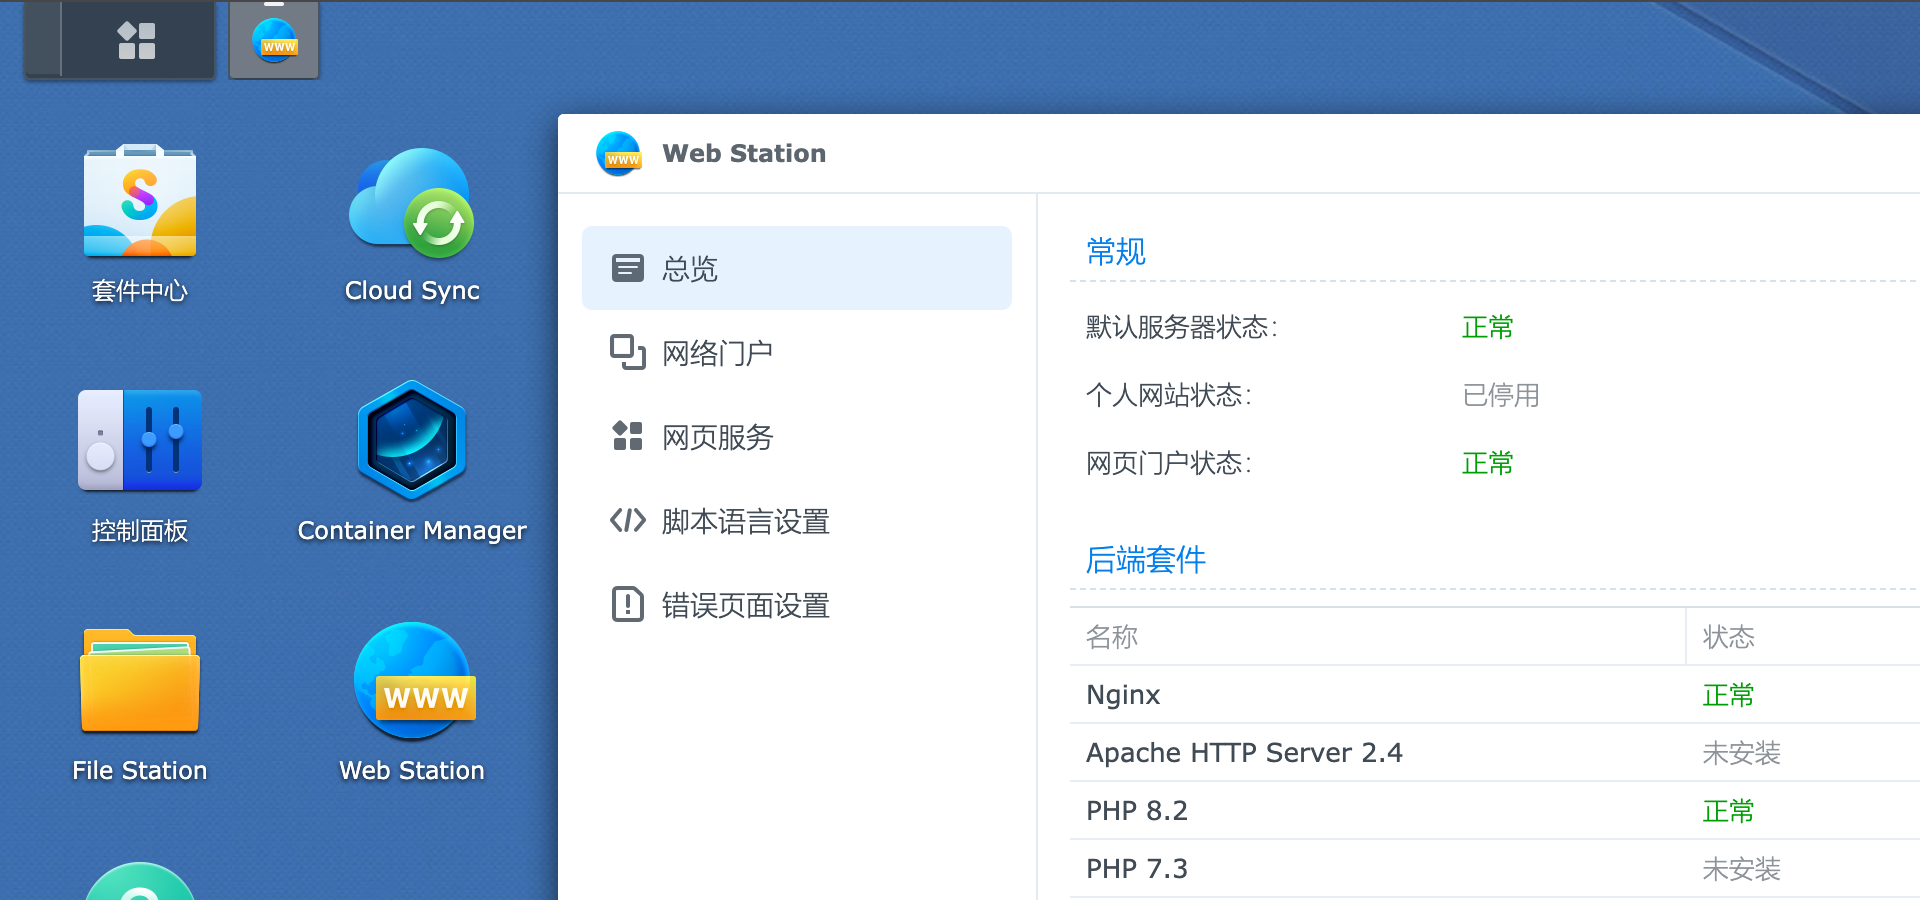 WWW
套件中心
Cloud Sync
控制面板
Container Manager
WWW
File Station
Web Station
WWW
Web Station
总览
网络门户
网页服务
脚本语言设置
错误页面设置
常规
默认服务器状态: 正常
个人网站状态: 已停用
网页门户状态: 正常
后端套件
名称 状态
Nginx 正常
Apache HTTP Server 2.4 未安装
PHP 8.2 正常
PHP 7.3 未安装